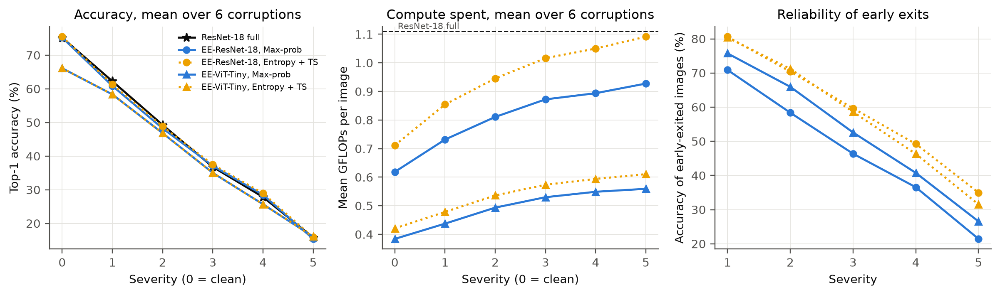 Accuracy, mean over 6 corruptions
Top-1 accuracy (%)
70
60
50
40
30
20
ResNet-18 full
EE-ResNet-18, Max-prob
EE-ResNet-18, Entropy + TS
EE-ViT-Tiny, Max-prob
EE-ViT-Tiny, Entropy + TS
0 1 2 3 4 5
Severity (0 = clean)
Compute spent, mean over 6 corruptions
ResNet-18 full
Mean GFLOPs per image
1.1
1.0
0.9
0.8
0.7
0.6
0.5
0.4
0 1 2 3 4 5
Severity (0 = clean)
Reliability of early exits
Accuracy of early-exited images (%)
80
70
60
50
40
30
20
1 2 3 4 5
Severity